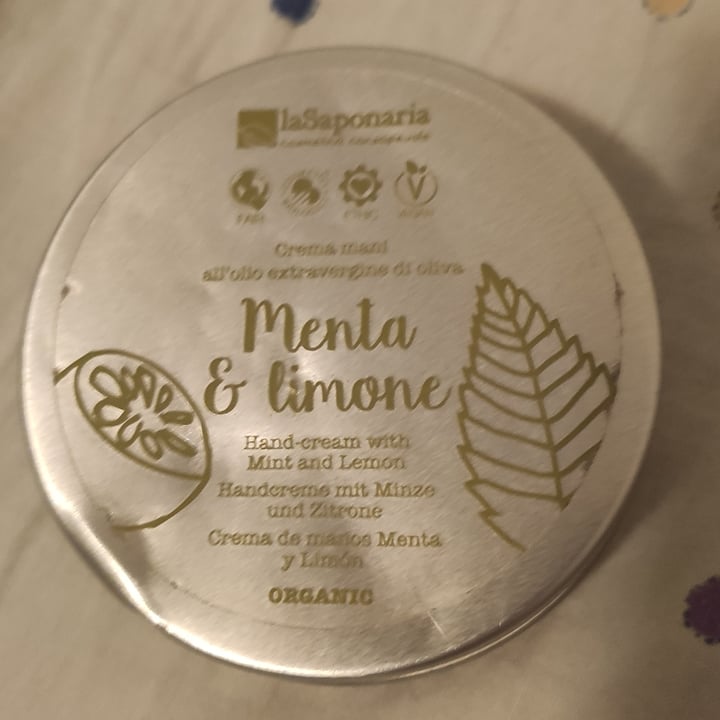 laSaponaria
Crema mani
all'olio extravergine di oliva
Menta
& limone
Hand-cream with
Mint and Lemon
Handcreme mit Minze
und Zitrone
Crema de manos Menta
y Limón
ORGANIC